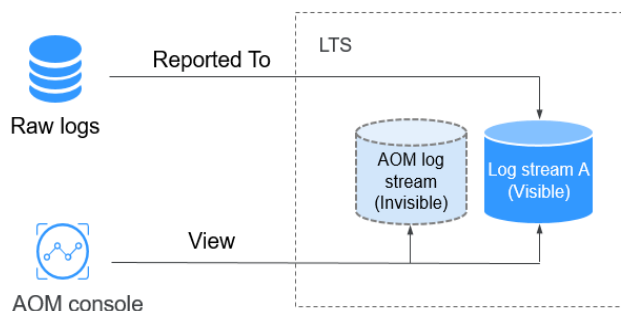 LTS
Reported To
Raw logs
AOM log
stream
(Invisible)
Log stream A
(Visible)
View
AOM console